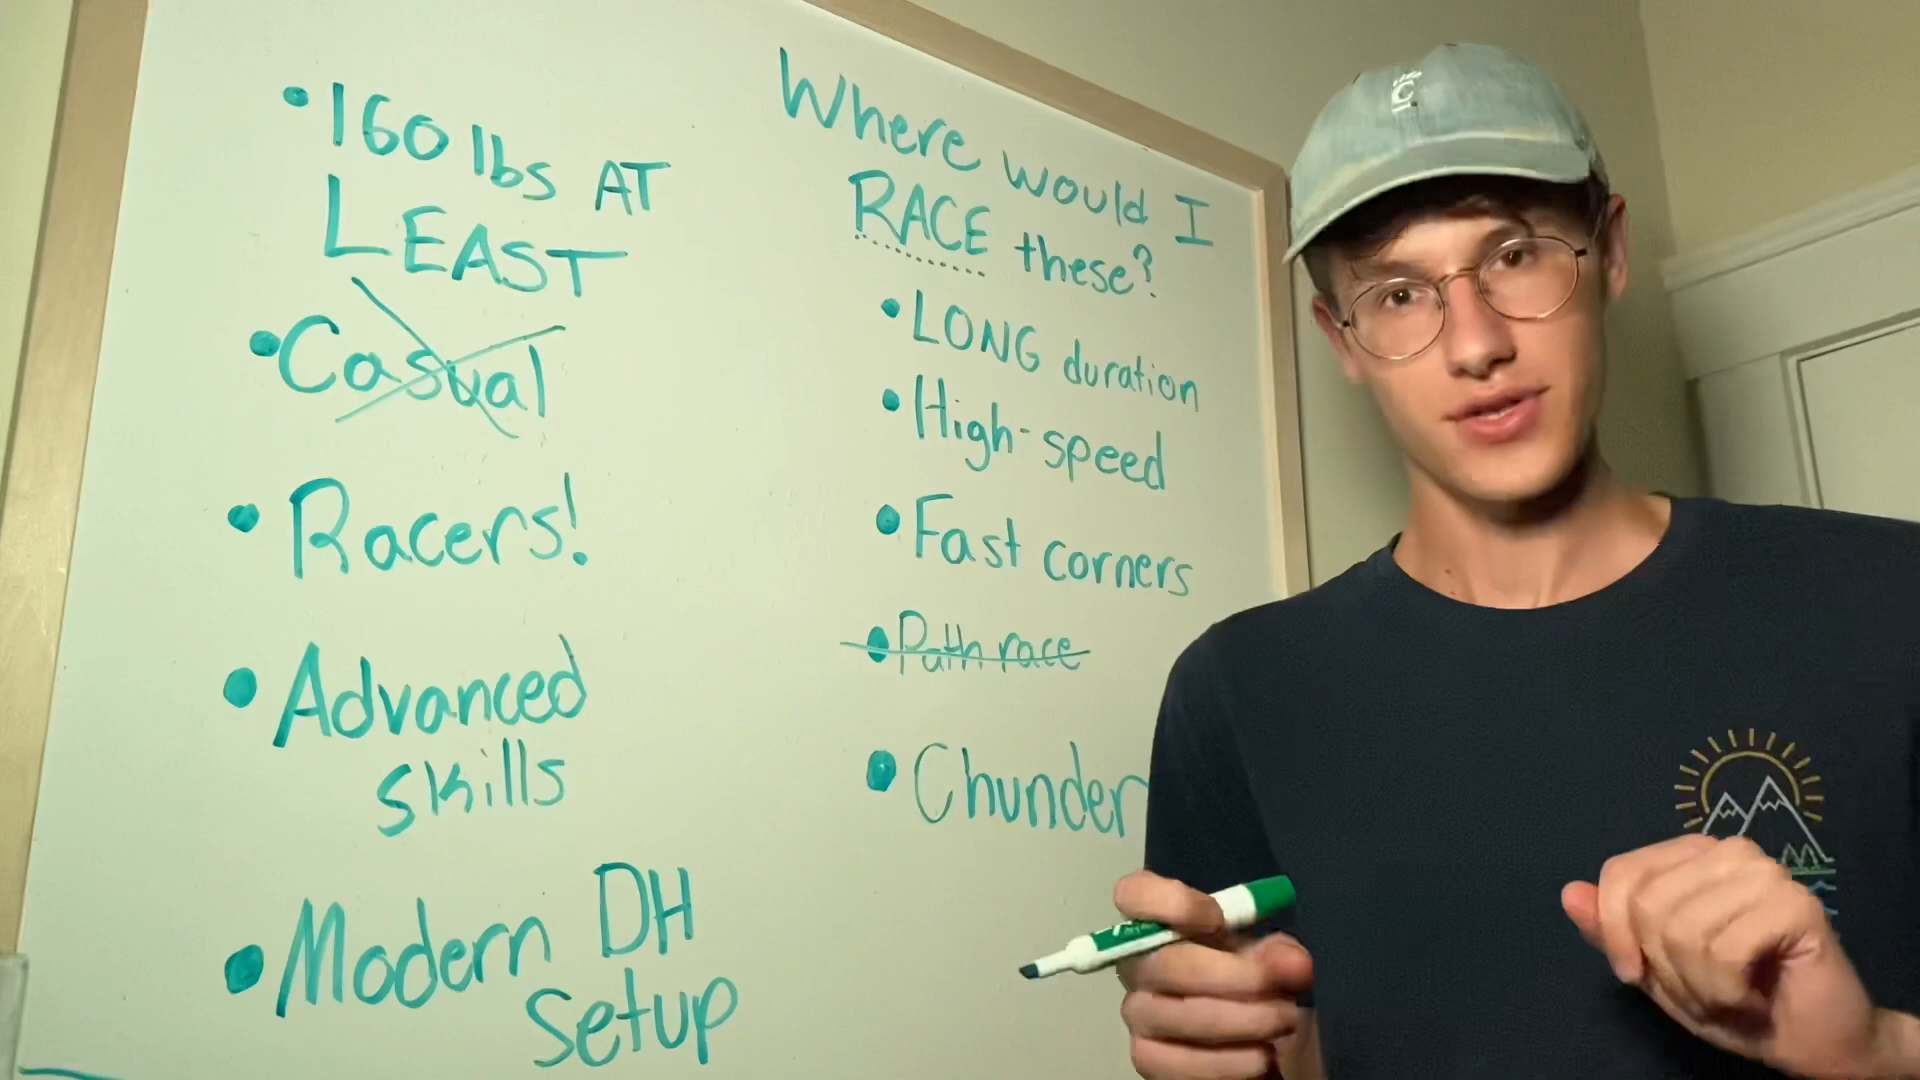 • 160 lbs AT
LEAST
• Casual
• Racers!
• Advanced
skills
• Modern DH
setup
Where would I
RACE these?
• LONG duration
• High-speed
• Fast corners
• Path race
• Chunder